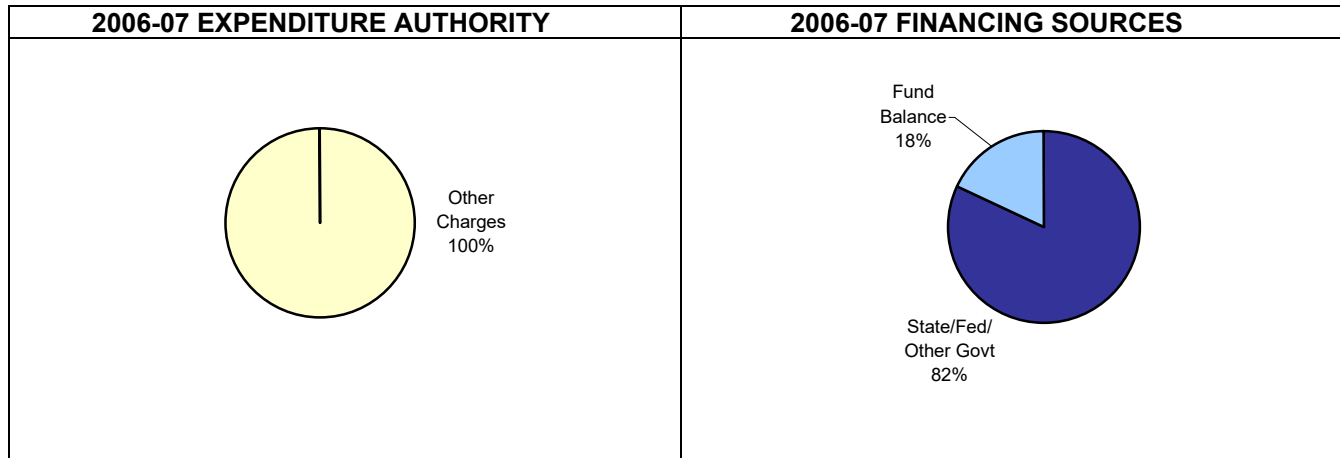 2006-07 EXPENDITURE AUTHORITY
Other
Charges
100%
2006-07 FINANCING SOURCES
Fund
Balance
18%
State/Fed/
Other Govt
82%